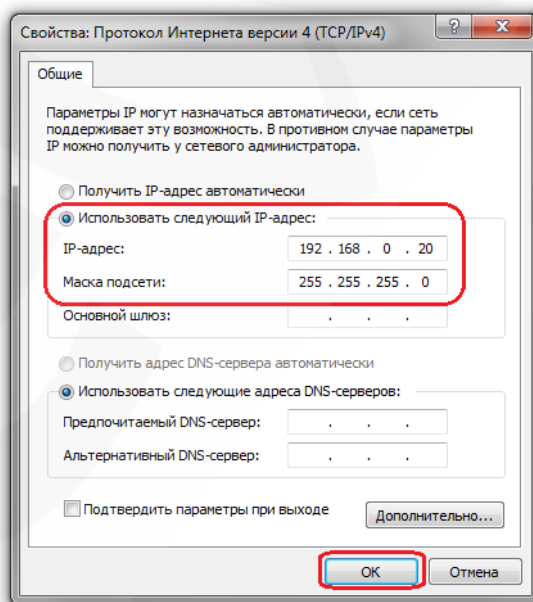 Свойства: Протокол Интернета версии 4 (TCP/IPv4)
Общие
Параметры IP могут назначаться автоматически, если сеть
поддерживает эту возможность. В противном случае параметры
IP можно получить у сетевого администратора.
Получить IP-адрес автоматически
Использовать следующий IP-адрес:
IP-адрес: 192 . 168 . 0 . 20
Маска подсети: 255 . 255 . 255 . 0
Основной шлюз: . . .
Получить адрес DNS-сервера автоматически
Использовать следующие адреса DNS-серверов:
Предпочитаемый DNS-сервер: . . .
Альтернативный DNS-сервер: . . .
Подтвердить параметры при выходе
Дополнительно...
ОК Отмена